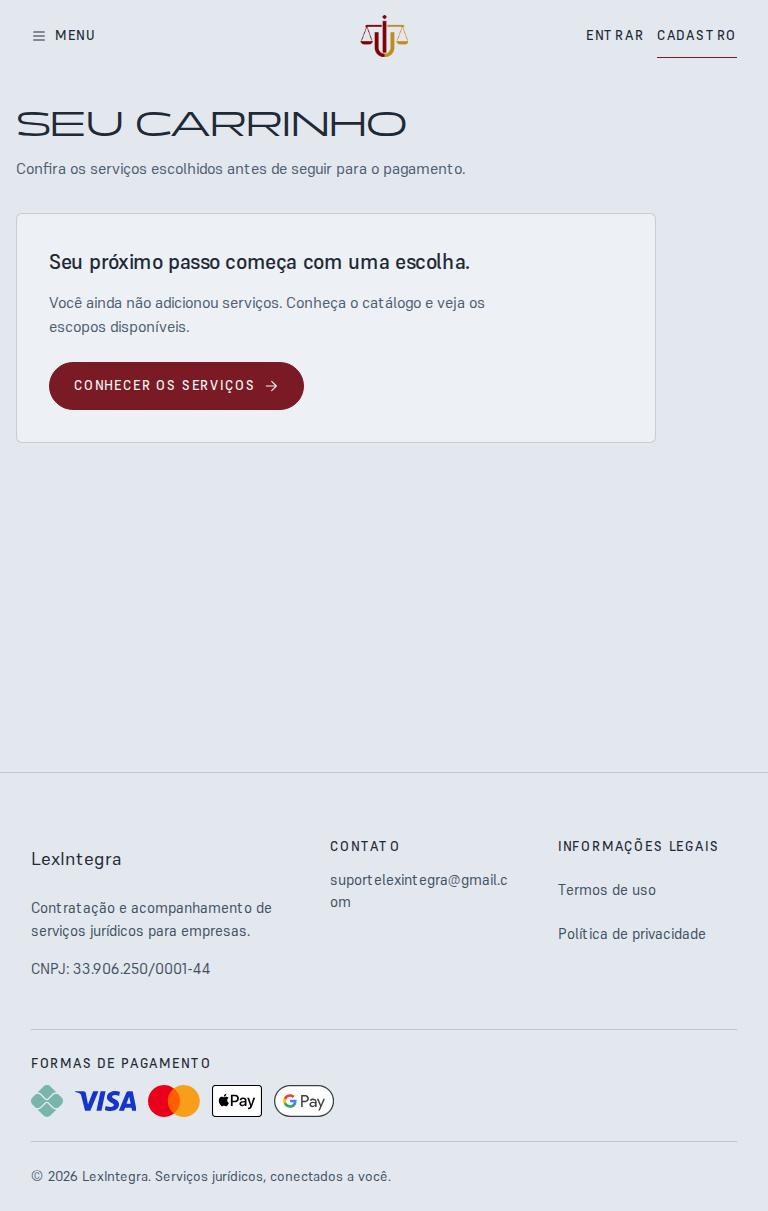 MENU
ENTRAR
CADASTRO
SEU CARRINHO
Confira os serviços escolhidos antes de seguir para o pagamento.
Seu próximo passo começa com uma escolha.
Você ainda não adicionou serviços. Conheça o catálogo e veja os
escopos disponíveis.
CONHECER OS SERVIÇOS
LexIntegra
Contratação e acompanhamento de
serviços jurídicos para empresas.
CNPJ: 33.906.250/0001-44
CONTATO
suportelexintegra@gmail.c
om
INFORMAÇÕES LEGAIS
Termos de uso
Política de privacidade
FORMAS DE PAGAMENTO
VISA
Pay
G Pay
© 2026 LexIntegra. Serviços jurídicos, conectados a você.